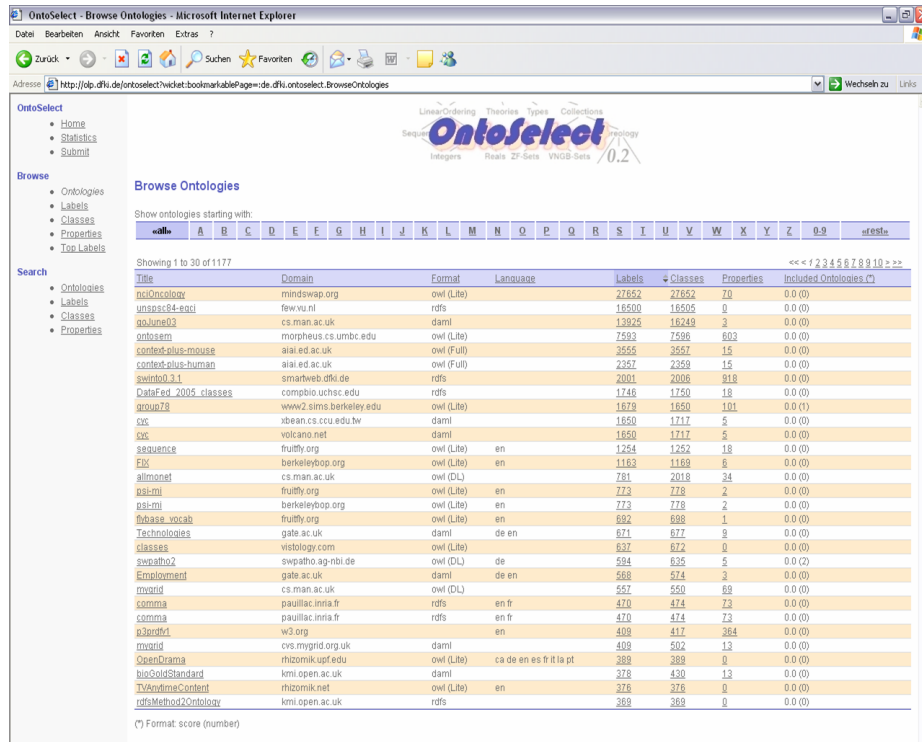 OntoSelect - Browse Ontologies - Microsoft Internet Explorer
Datei Bearbeiten Ansicht Favoriten Extras ?
Zurück Suchen Favoriten
Adresse http://olp.dfki.de/ontoselect?wicket:bookmarkablePage=:de.dfki.ontoselect.BrowseOntologies Wechseln zu Links
OntoSelect
Home
Statistics
Submit
Browse
Ontologies
Labels
Classes
Properties
Top Labels
Search
Ontologies
Labels
Classes
Properties
LinearOrdering Theories Types Collections
OntoSelect
Integers Reals ZF-Sets VNGB-Sets 0.2
Browse Ontologies
Show ontologies starting with:
«all» A B C D E F G H I J K L M N O P Q R S T U V W X Y Z 0-9 «rest»
Showing 1 to 30 of 1177 << < 1 2 3 4 5 6 7 8 9 10 > >>
Title Domain Format Language Labels Classes Properties Included Ontologies (*)
nciOncology mindswap.org owl (Lite) 27652 27652 70 0.0 (0)
unspsc84-egci few.vu.nl rdfs 16500 16505 0 0.0 (0)
goJune03 cs.man.ac.uk daml 13925 16249 3 0.0 (0)
ontosem morpheus.cs.umbc.edu owl (Lite) 7593 7596 603 0.0 (0)
context-plus-mouse aiai.ed.ac.uk owl (Full) 3555 3557 15 0.0 (0)
context-plus-human aiai.ed.ac.uk owl (Full) 2357 2359 15 0.0 (0)
swinto0.3.1 smartweb.dfki.de rdfs 2001 2006 918 0.0 (0)
DataFed_2005_classes compbio.uchsc.edu rdfs 1746 1750 18 0.0 (0)
group78 www2.sims.berkeley.edu owl (Lite) 1679 1650 101 0.0 (1)
cyc xbean.cs.ccu.edu.tw daml 1650 1717 5 0.0 (0)
cyc volcano.net daml 1650 1717 5 0.0 (0)
sequence fruitfly.org owl (Lite) en 1254 1252 18 0.0 (0)
FIX berkeleybop.org owl (Lite) en 1163 1169 6 0.0 (0)
allmonet cs.man.ac.uk owl (DL) 781 2018 34 0.0 (0)
psi-mi fruitfly.org owl (Lite) en 773 778 2 0.0 (0)
psi-mi berkeleybop.org owl (Lite) en 773 778 2 0.0 (0)
flybase_vocab fruitfly.org owl (Lite) en 692 698 1 0.0 (0)
Technologies gate.ac.uk daml de en 671 677 9 0.0 (0)
classes vistology.com owl (Lite) 637 672 0 0.0 (0)
swpatho2 swpatho.ag-nbi.de owl (DL) de 594 635 5 0.0 (2)
Employment gate.ac.uk daml de en 568 574 3 0.0 (0)
mygrid cs.man.ac.uk owl (DL) 557 550 69 0.0 (0)
comma pauillac.inria.fr rdfs en fr 470 474 73 0.0 (0)
comma pauillac.inria.fr rdfs en fr 470 474 73 0.0 (0)
p3prdfv1 w3.org en 409 417 364 0.0 (0)
mygrid cvs.mygrid.org.uk daml 409 502 13 0.0 (0)
OpenDrama rhizomik.upf.edu owl (Lite) ca de en es fr it la pt 389 389 0 0.0 (0)
bioGoldStandard kmi.open.ac.uk daml 378 430 13 0.0 (0)
TVAnytimeContent rhizomik.net owl (Lite) en 376 376 0 0.0 (0)
rdfsMethod2Ontology kmi.open.ac.uk rdfs 369 369 0 0.0 (0)
(*) Format: score (number)